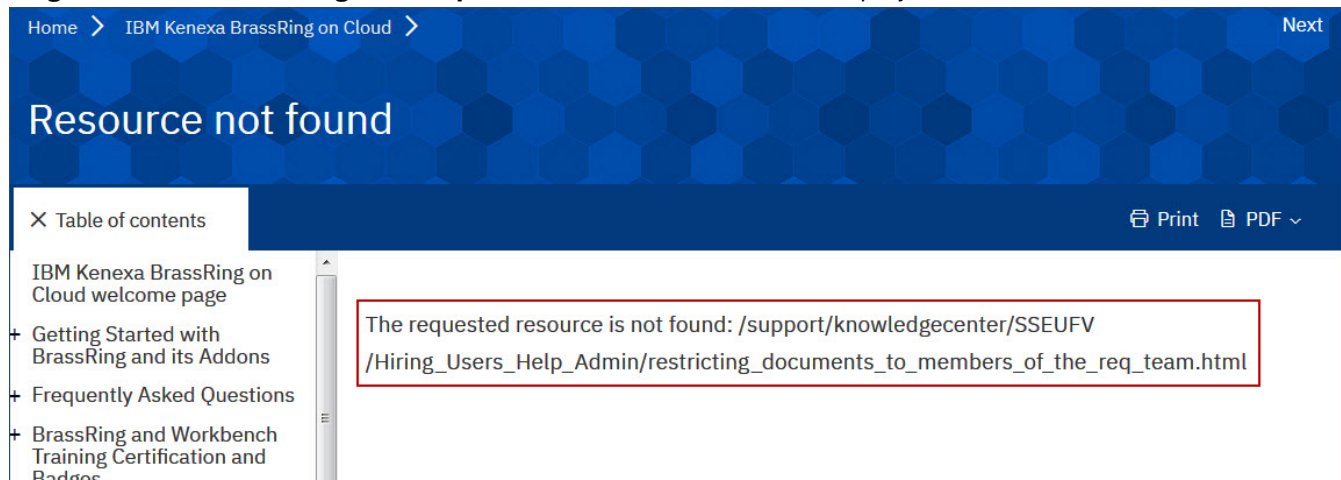 Home > IBM Kenexa BrassRing on Cloud >
Next
Resource not found
X Table of contents
Print
PDF
IBM Kenexa BrassRing on
Cloud welcome page
+ Getting Started with
BrassRing and its Addons
+ Frequently Asked Questions
+ BrassRing and Workbench
Training Certification and
Badges
The requested resource is not found: /support/knowledgecenter/SSEUFV
/Hiring_Users_Help_Admin/restricting_documents_to_members_of_the_req_team.html